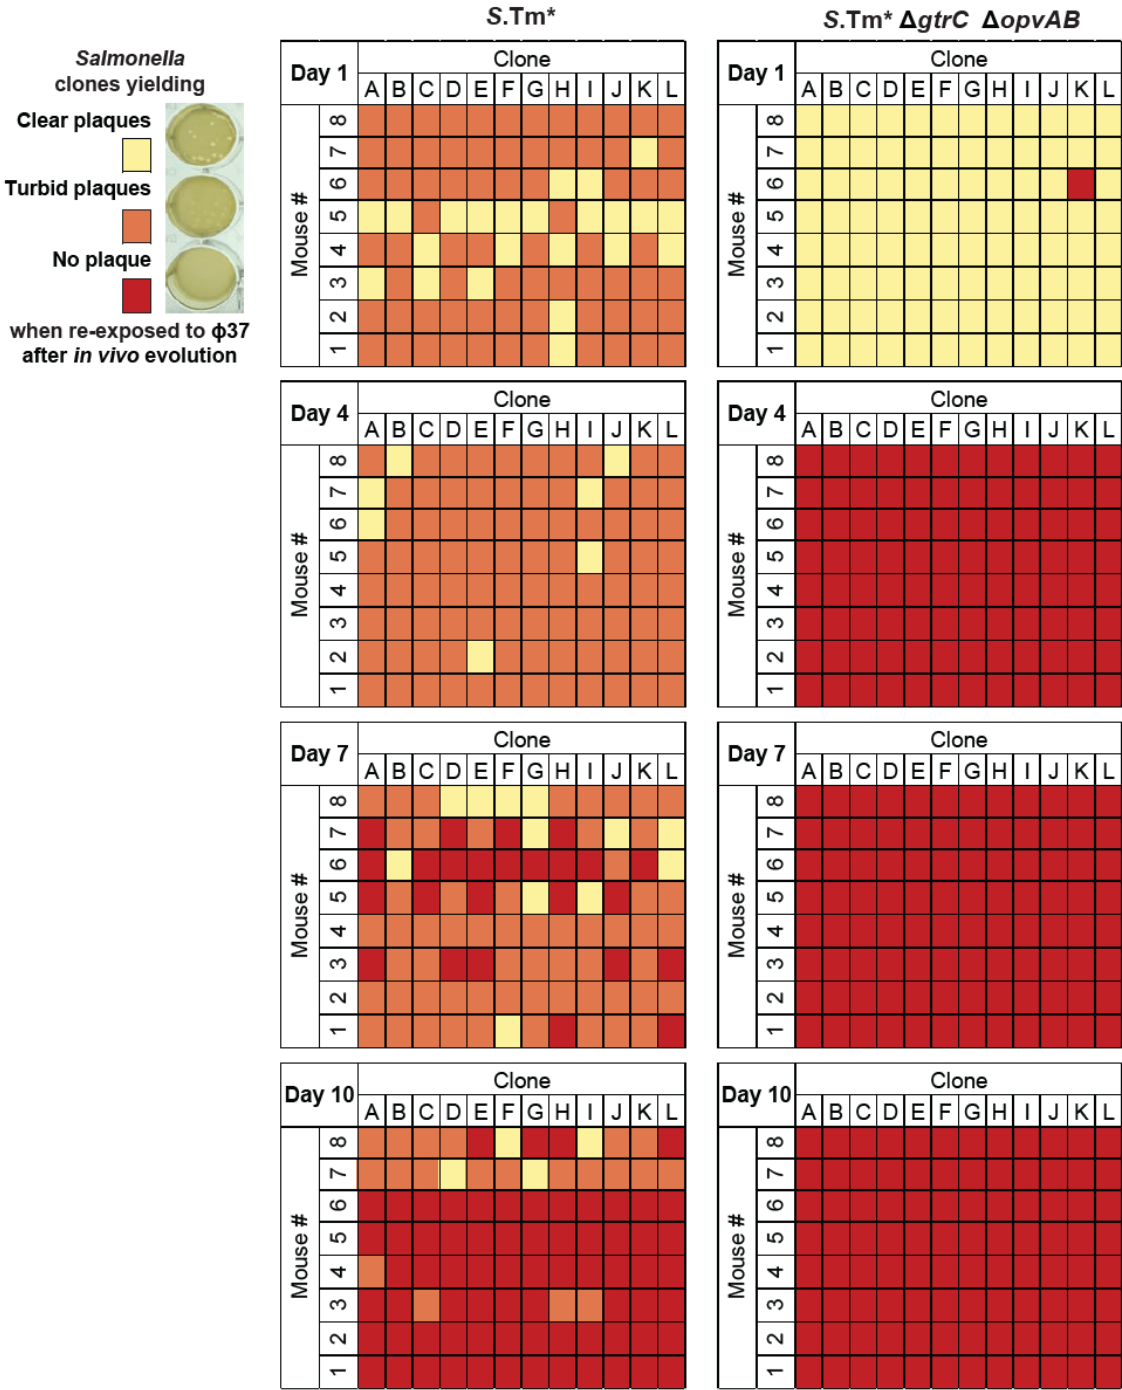 S.Tm*
S.Tm* ΔgtrC ΔopvAB
Salmonella
clones yielding
Clear plaques
Turbid plaques
No plaque
when re-exposed to ϕ37
after in vivo evolution
Day 1
Clone
A B C D E F G H I J K L
Mouse #
8
7
6
5
4
3
2
1
Day 1
Clone
A B C D E F G H I J K L
Mouse #
8
7
6
5
4
3
2
1
Day 4
Clone
A B C D E F G H I J K L
Mouse #
8
7
6
5
4
3
2
1
Day 4
Clone
A B C D E F G H I J K L
Mouse #
8
7
6
5
4
3
2
1
Day 7
Clone
A B C D E F G H I J K L
Mouse #
8
7
6
5
4
3
2
1
Day 7
Clone
A B C D E F G H I J K L
Mouse #
8
7
6
5
4
3
2
1
Day 10
Clone
A B C D E F G H I J K L
Mouse #
8
7
6
5
4
3
2
1
Day 10
Clone
A B C D E F G H I J K L
Mouse #
8
7
6
5
4
3
2
1